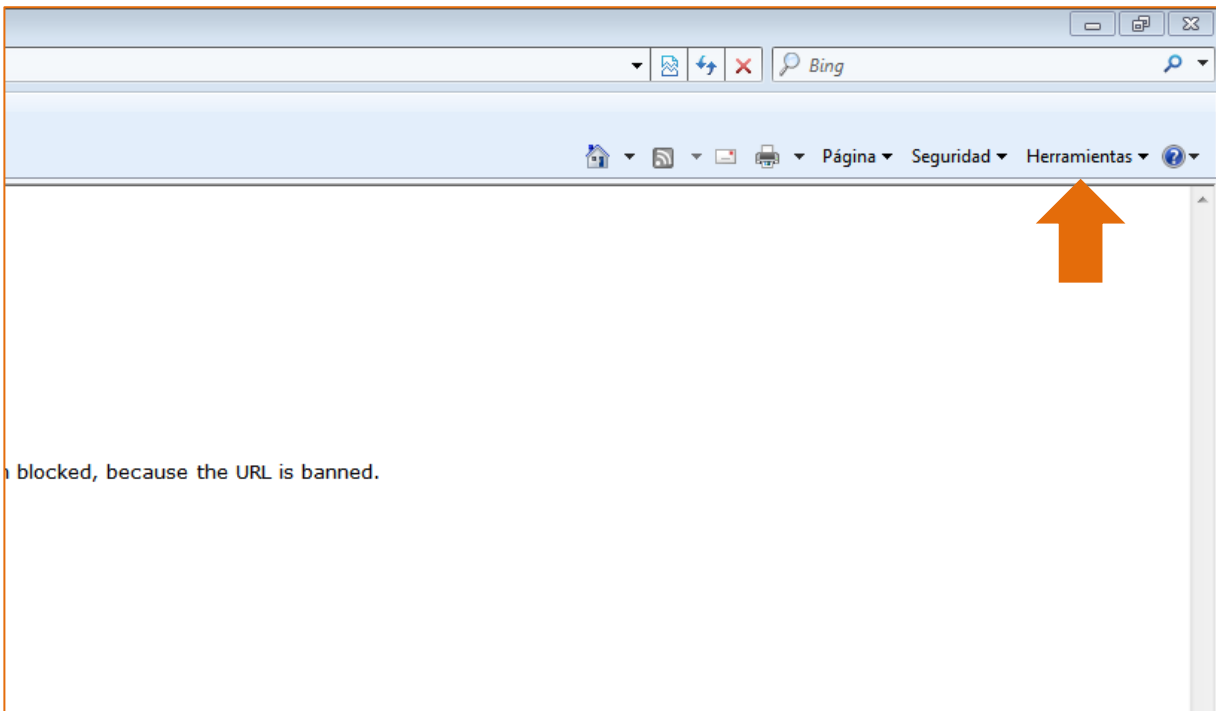 Bing
Página Seguridad Herramientas
blocked, because the URL is banned.